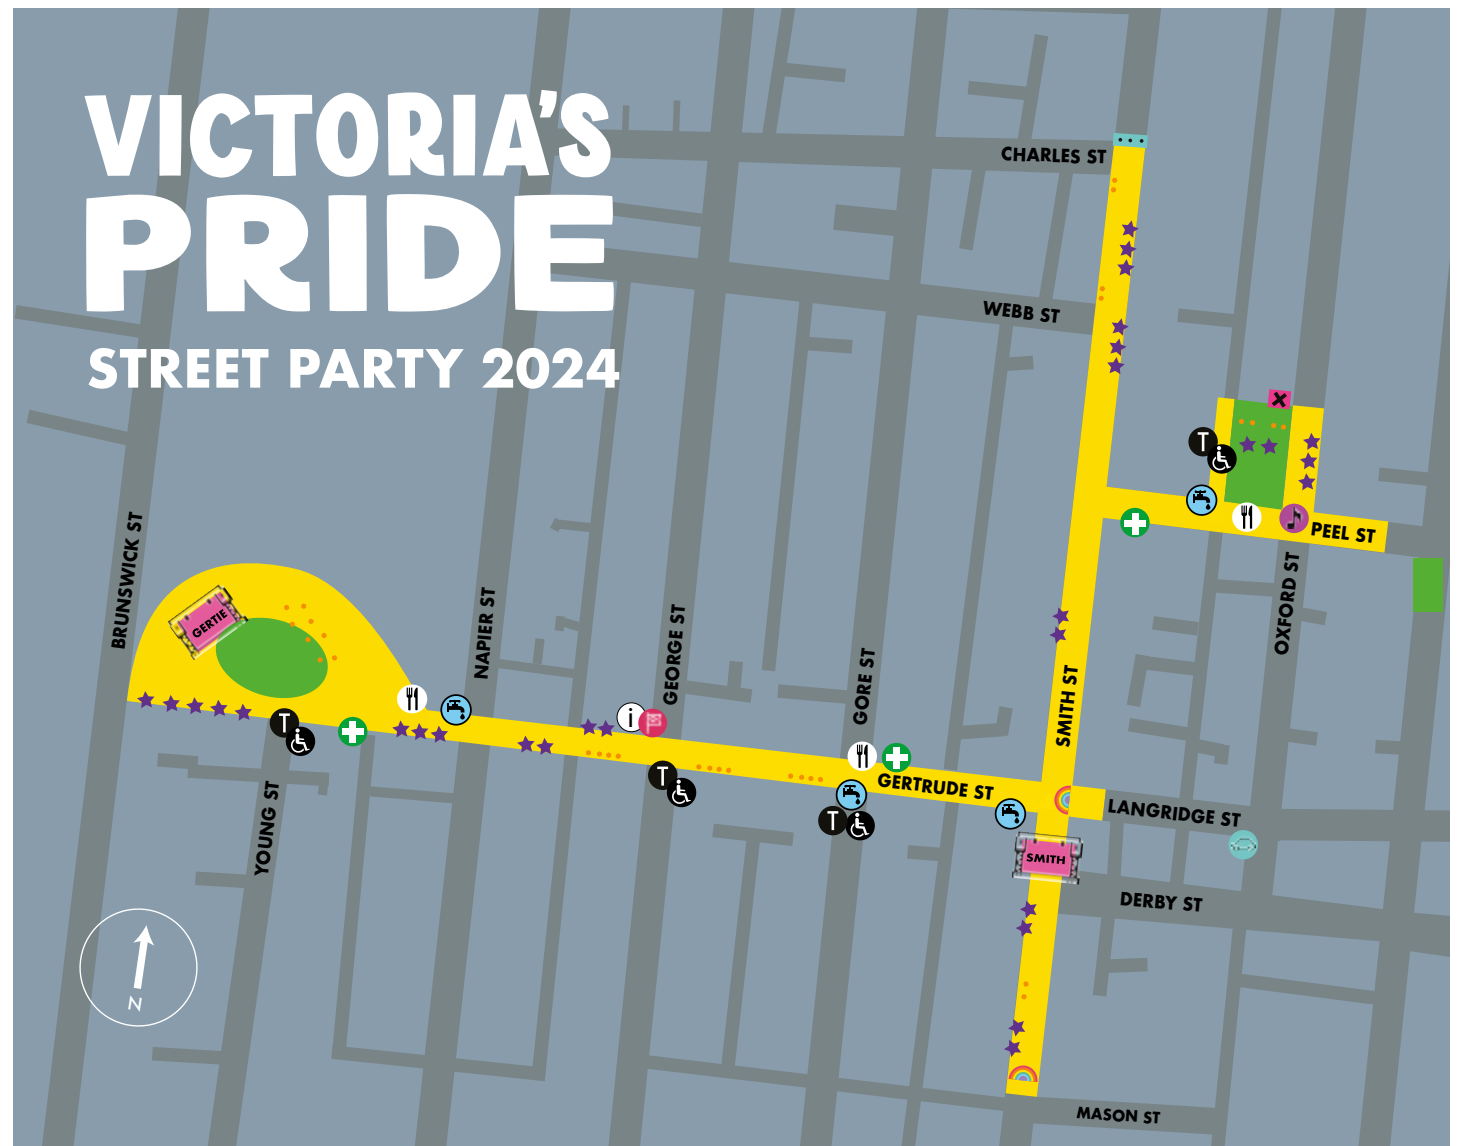 VICTORIA'S
PRIDE
STREET PARTY 2024
CHARLES ST
WEBB ST
T
PEEL ST
BRUNSWICK ST
OXFORD ST
NAPIER ST
GERTIE
GEORGE ST
GORE ST
SMITH ST
i
T
T
GERTRUDE ST
LANGRIDGE ST
YOUNG ST
T
SMITH
DERBY ST
N
MASON ST